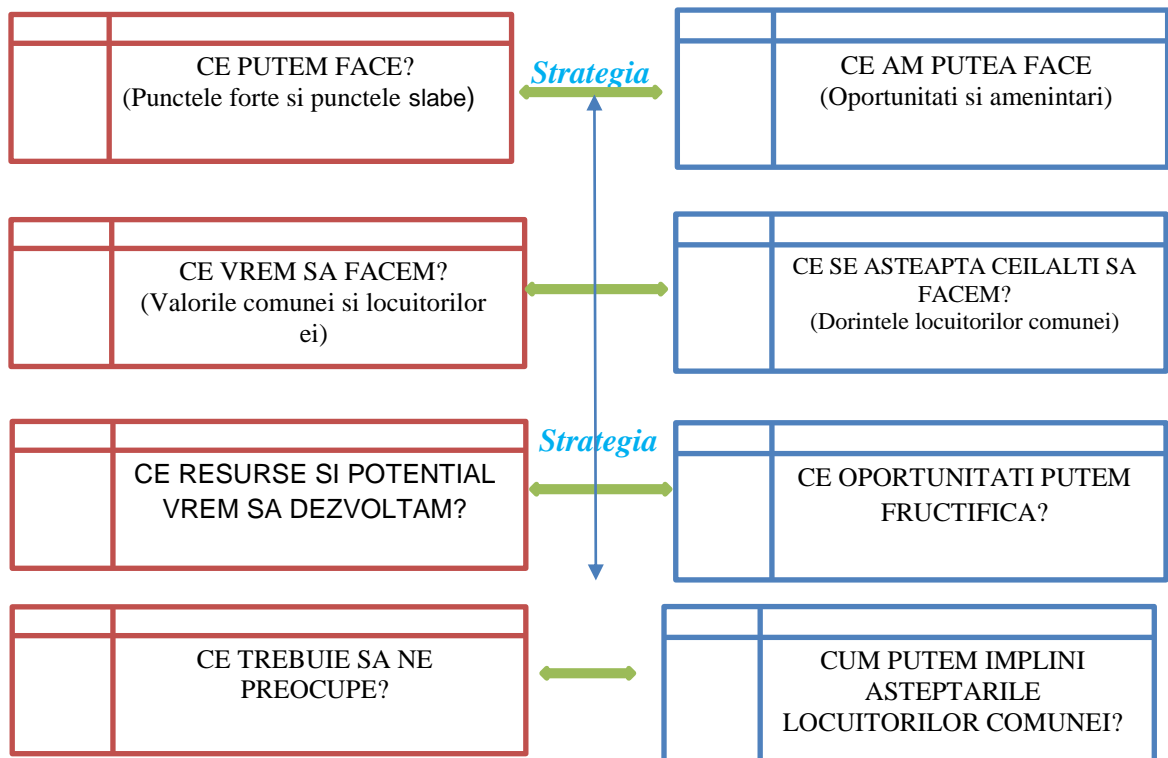 CE PUTEM FACE?
(Punctele forte si punctele slabe)
Strategia
CE AM PUTEA FACE
(Oportunitati si amenintari)
CE VREM SA FACEM?
(Valorile comunei si locuitorilor
ei)
CE SE ASTEAPTA CEILALTI SA
FACEM?
(Dorintele locuitorilor comunei)
CE RESURSE SI POTENTIAL
VREM SA DEZVOLTAM?
Strategia
CE OPORTUNITATI PUTEM
FRUCTIFICA?
CE TREBUIE SA NE
PREOCUPE?
CUM PUTEM IMPLINI
ASTEPTARILE
LOCUITORILOR COMUNEI?